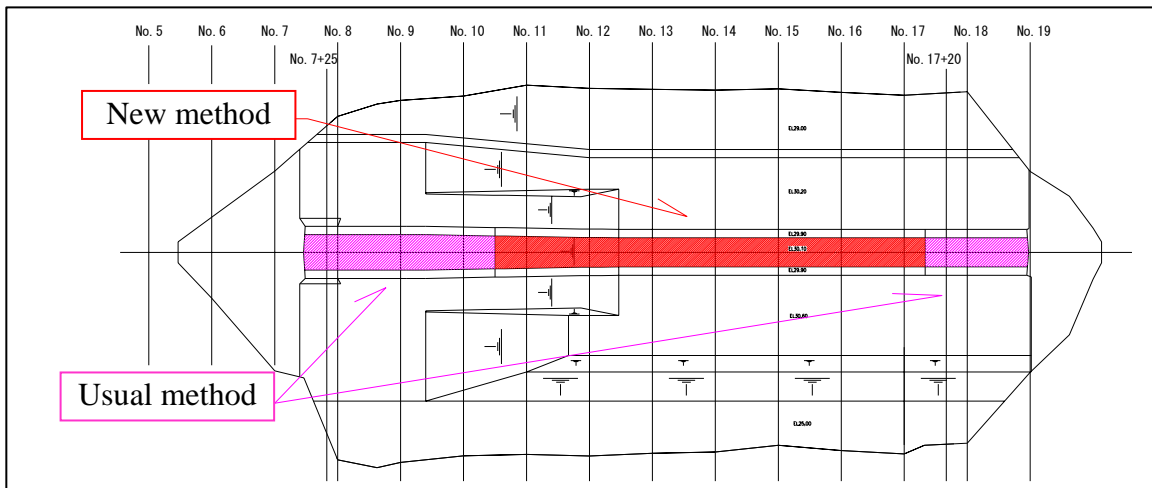 No. 5 No. 6 No. 7 No. 8 No. 9 No. 10 No. 11 No. 12 No. 13 No. 14 No. 15 No. 16 No. 17 No. 18 No. 19
No. 7+25 No. 17+20
New method
EL29.00
EL30.20
EL29.90
EL30.10
EL29.90
EL30.60
Usual method
EL25.00